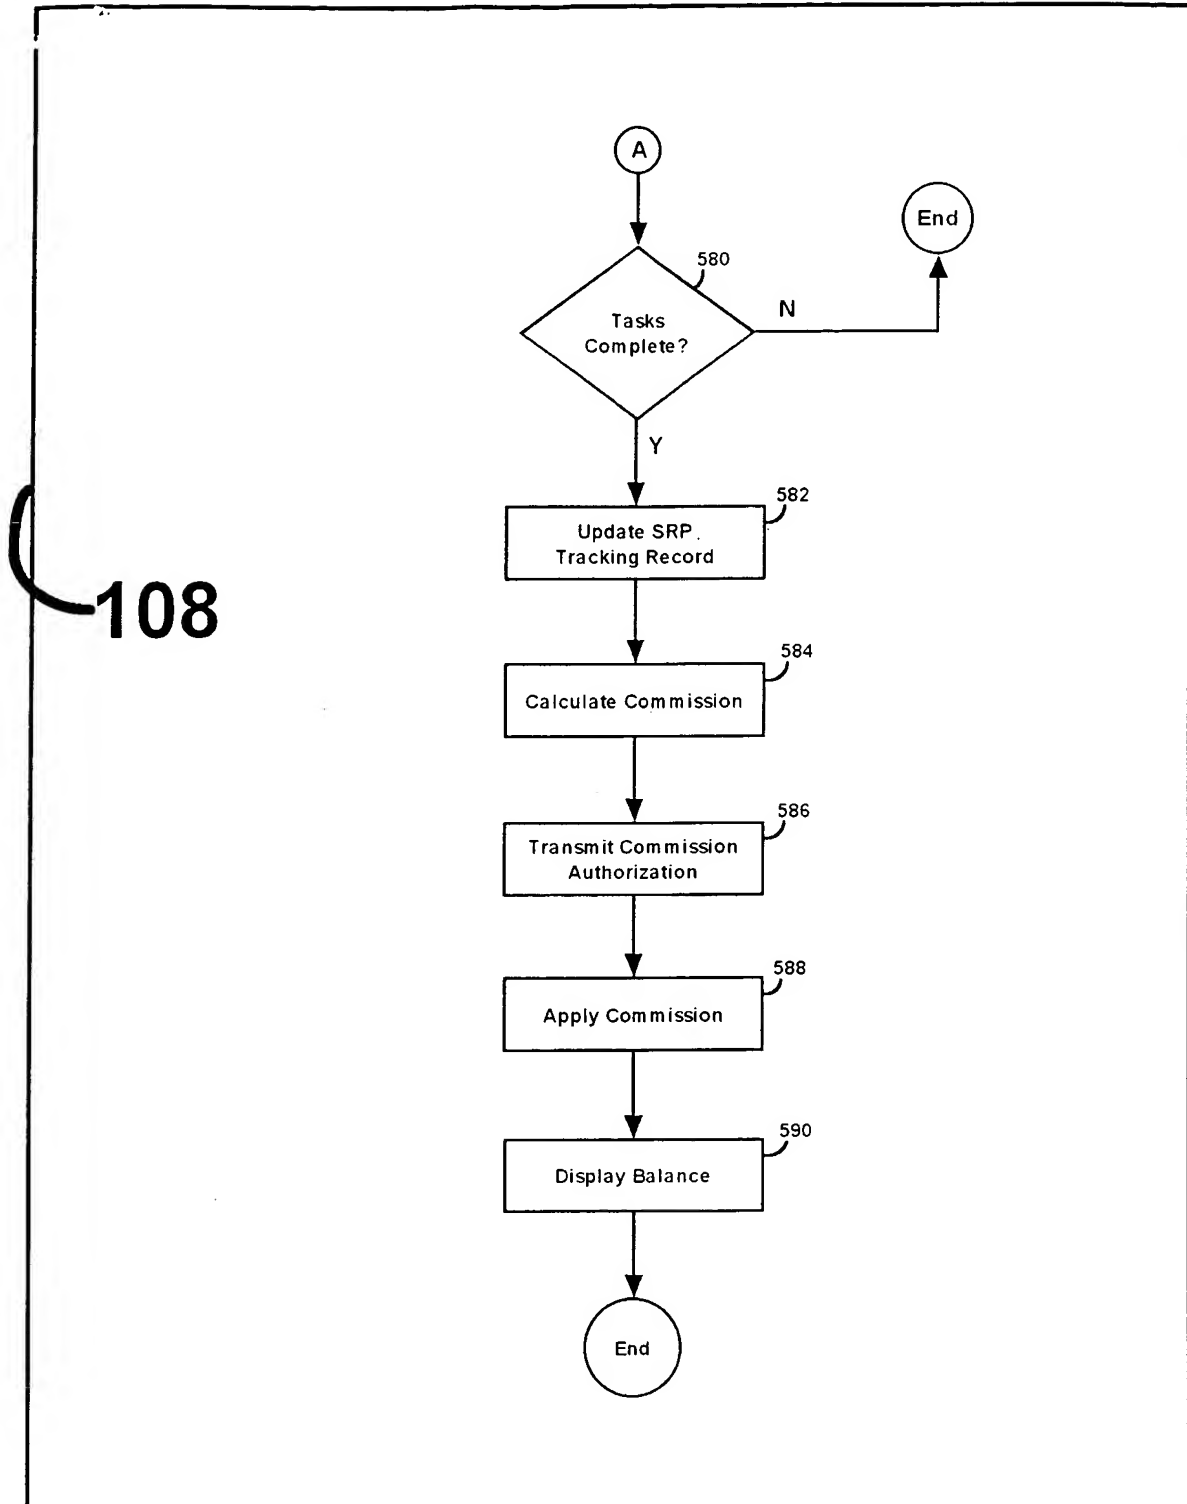 A
End
580
N
Tasks
Complete?
Y
582
Update SRP
Tracking Record
108
584
Calculate Commission
586
Transmit Commission
Authorization
588
Apply Commission
590
Display Balance
End